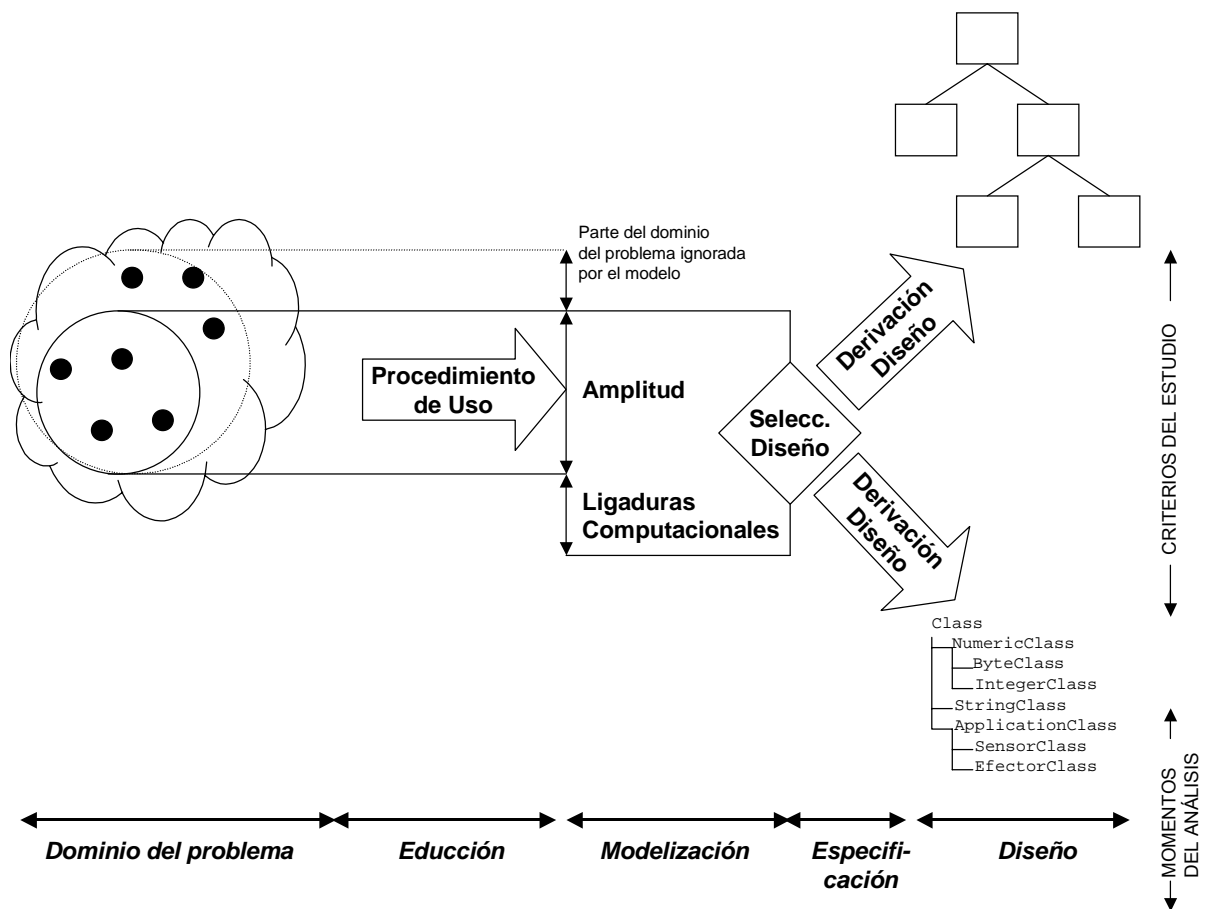 Parte del dominio
del problema ignorada
por el modelo
Procedimiento
de Uso
Amplitud
Ligaduras
Computacionales
Selecc.
Diseño
Derivación
Diseño
Derivación
Diseño
Class
NumericClass
ByteClass
IntegerClass
StringClass
ApplicationClass
SensorClass
EfectorClass
CRITERIOS DEL ESTUDIO
MOMENTOS
DEL ANÁLISIS
Dominio del problema
Educción
Modelización
Especifi-
cación
Diseño